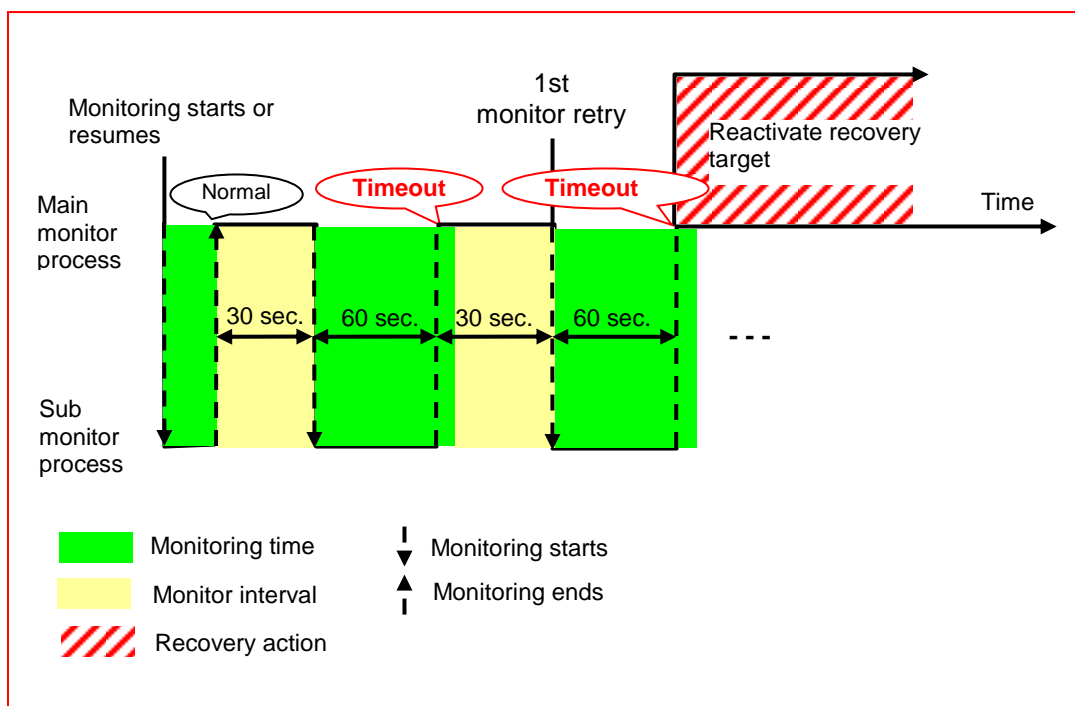 1st
monitor retry
Monitoring starts or
resumes
Reactivate recovery
target
Normal
Timeout
Timeout
Time
Main
monitor
process
30 sec.
60 sec.
30 sec.
60 sec.
- - -
Sub
monitor
process
Monitoring time
Monitoring starts
Monitor interval
Monitoring ends
Recovery action